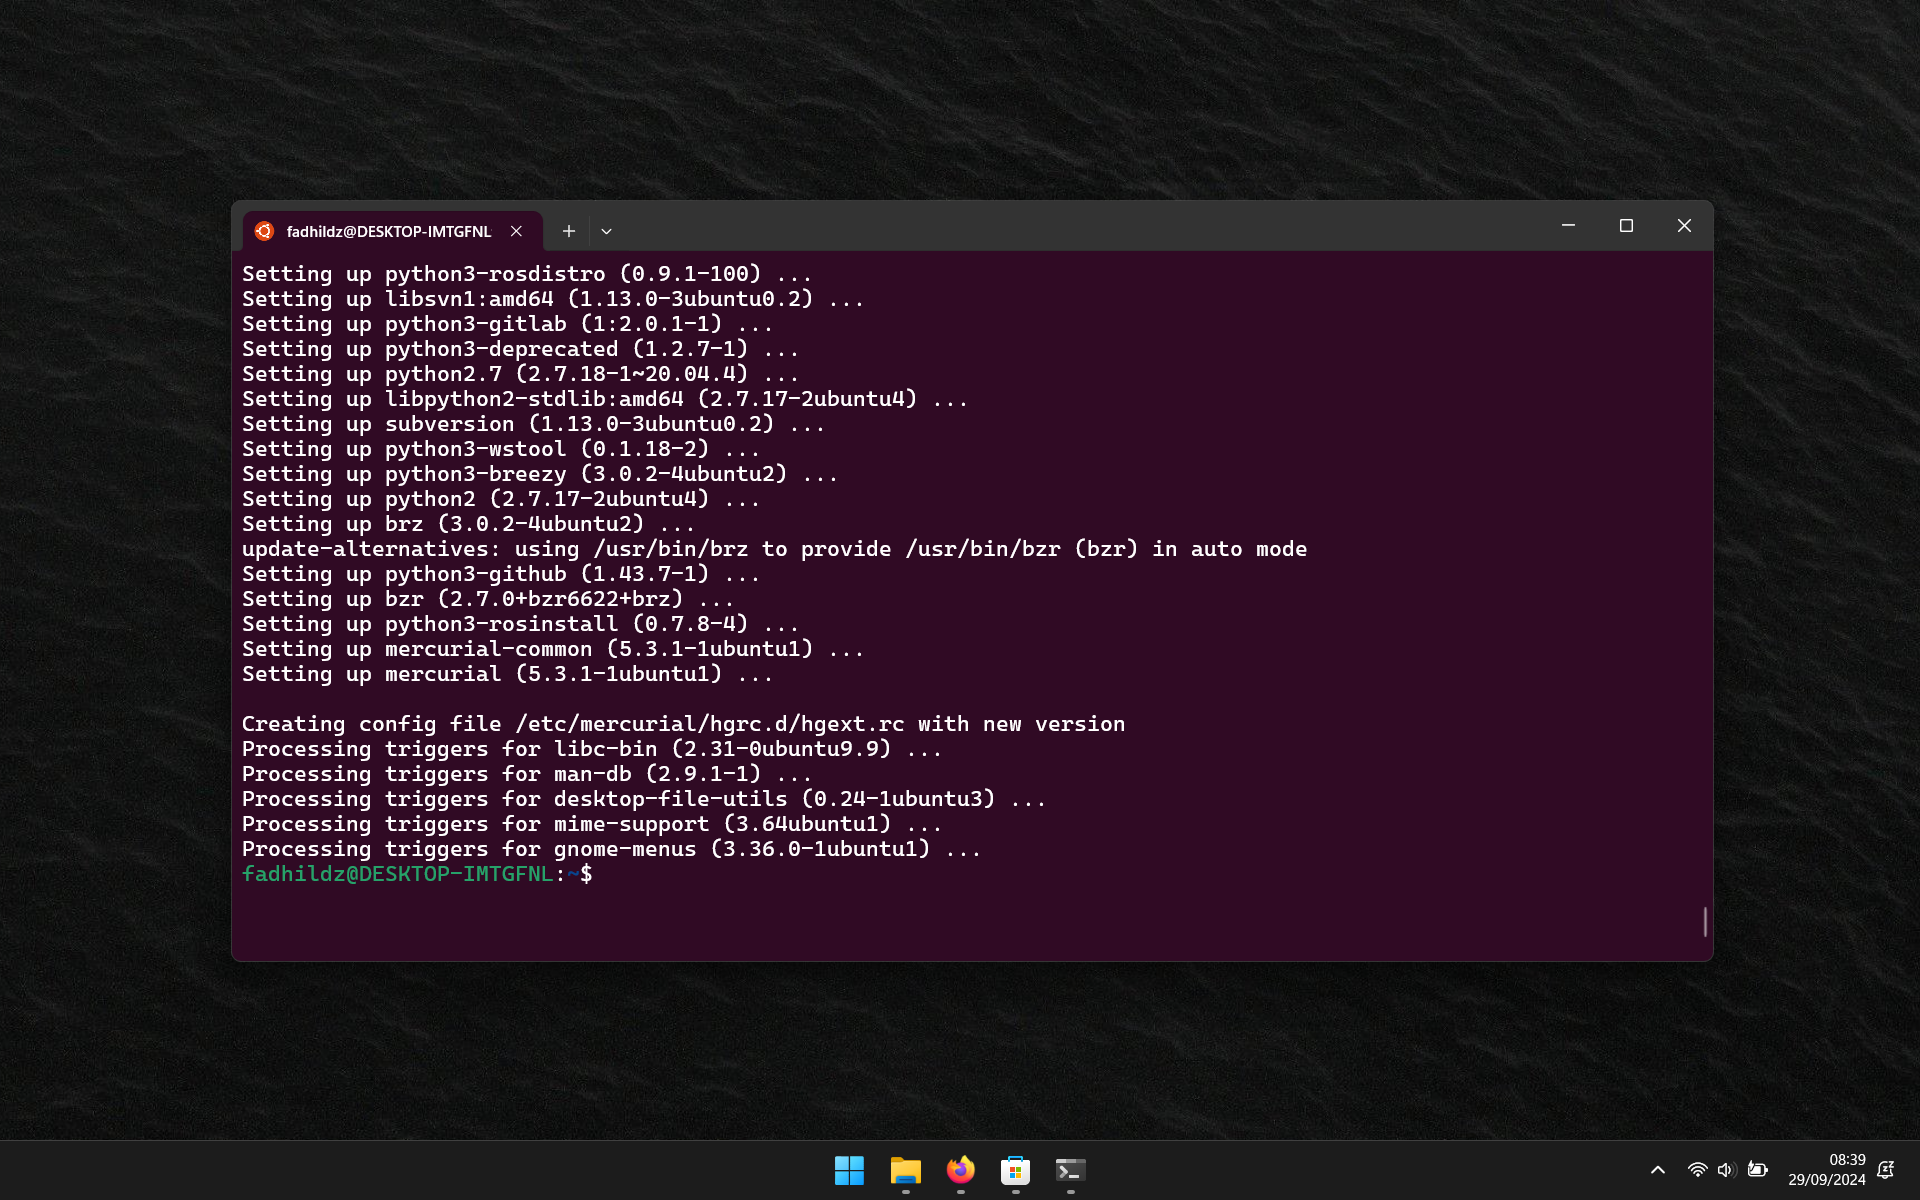 fadhildz@DESKTOP-IMTGFNL
Setting up python3-rosdistro (0.9.1-100) ...
Setting up libsvn1:amd64 (1.13.0-3ubuntu0.2) ...
Setting up python3-gitlab (1:2.0.1-1) ...
Setting up python3-deprecated (1.2.7-1) ...
Setting up python2.7 (2.7.18-1~20.04.4) ...
Setting up libpython2-stdlib:amd64 (2.7.17-2ubuntu4) ...
Setting up subversion (1.13.0-3ubuntu0.2) ...
Setting up python3-wstool (0.1.18-2) ...
Setting up python3-breezy (3.0.2-4ubuntu2) ...
Setting up python2 (2.7.17-2ubuntu4) ...
Setting up brz (3.0.2-4ubuntu2) ...
update-alternatives: using /usr/bin/brz to provide /usr/bin/bzr (bzr) in auto mode
Setting up python3-github (1.43.7-1) ...
Setting up bzr (2.7.0+bzr6622+brz) ...
Setting up python3-rosinstall (0.7.8-4) ...
Setting up mercurial-common (5.3.1-1ubuntu1) ...
Setting up mercurial (5.3.1-1ubuntu1) ...
Creating config file /etc/mercurial/hgrc.d/hgext.rc with new version
Processing triggers for libc-bin (2.31-0ubuntu9.9) ...
Processing triggers for man-db (2.9.1-1) ...
Processing triggers for desktop-file-utils (0.24-1ubuntu3) ...
Processing triggers for mime-support (3.64ubuntu1) ...
Processing triggers for gnome-menus (3.36.0-1ubuntu1) ...
fadhildz@DESKTOP-IMTGFNL:~$
08:39
29/09/2024